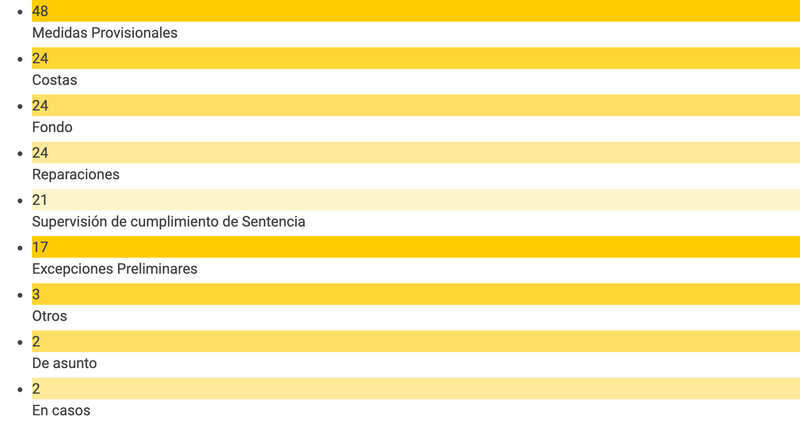 48
Medidas Provisionales
24
Costas
24
Fondo
24
Reparaciones
21
Supervisión de cumplimiento de Sentencia
17
Excepciones Preliminares
3
Otros
2
De asunto
2
En casos